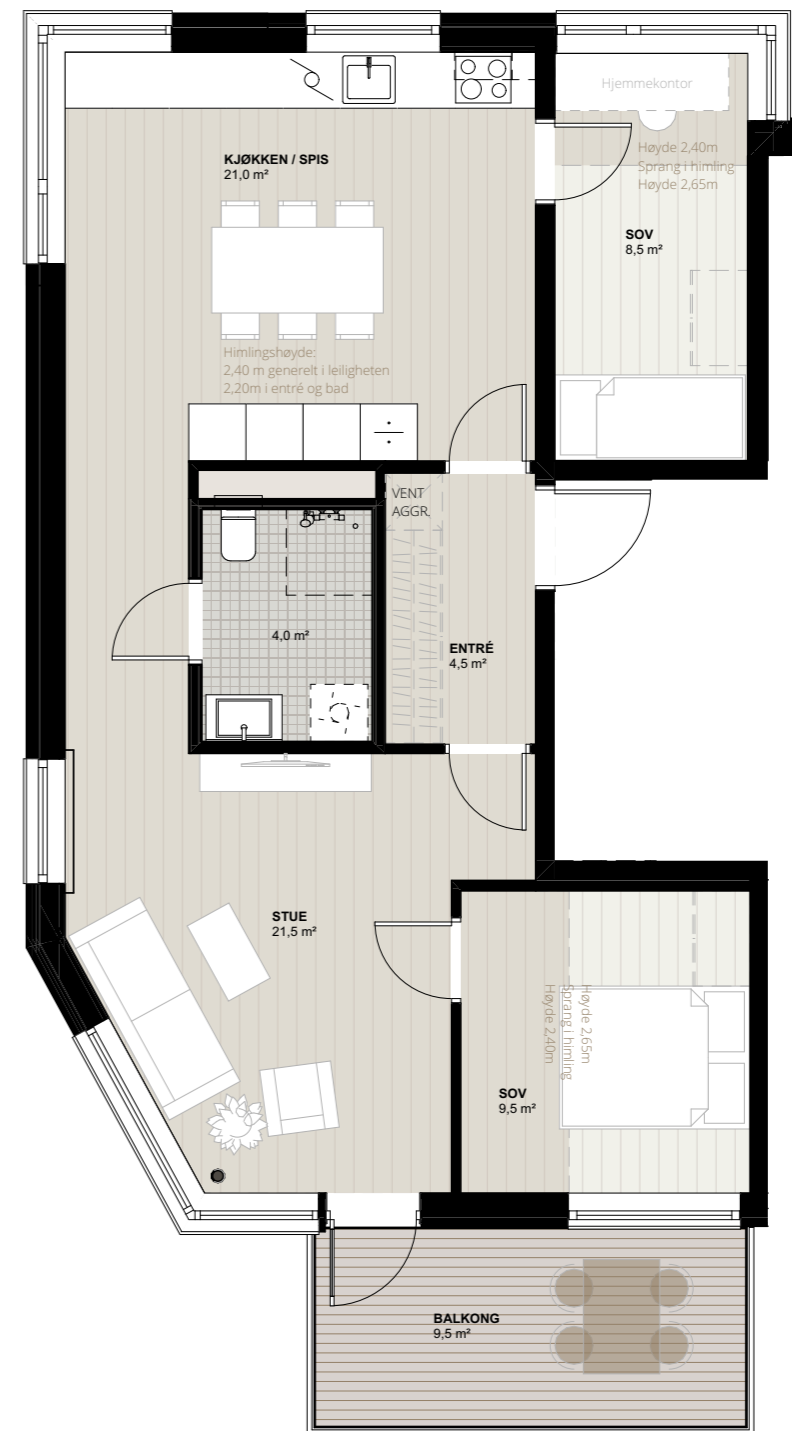 Hjemmekontor
Høyde 2,40m
Sprang i himling
Høyde 2,65m
KJØKKEN / SPIS
21,0 m²
SOV
8,5 m²
Himlingshøyde:
2,40 m generelt i leiligheten
2,20m i entré og bad
VENT
AGGR.
4,0 m²
ENTRÉ
4,5 m²
STUE
21,5 m²
Høyde 2,65m
Sprang i himling
Høyde 2,40m
SOV
9,5 m²
BALKONG
9,5 m²